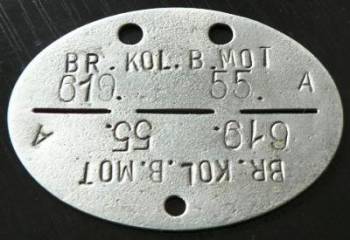 BR. KOL. B. MOT
619. 55. A
619. 55. A
BR. KOL. B. MOT